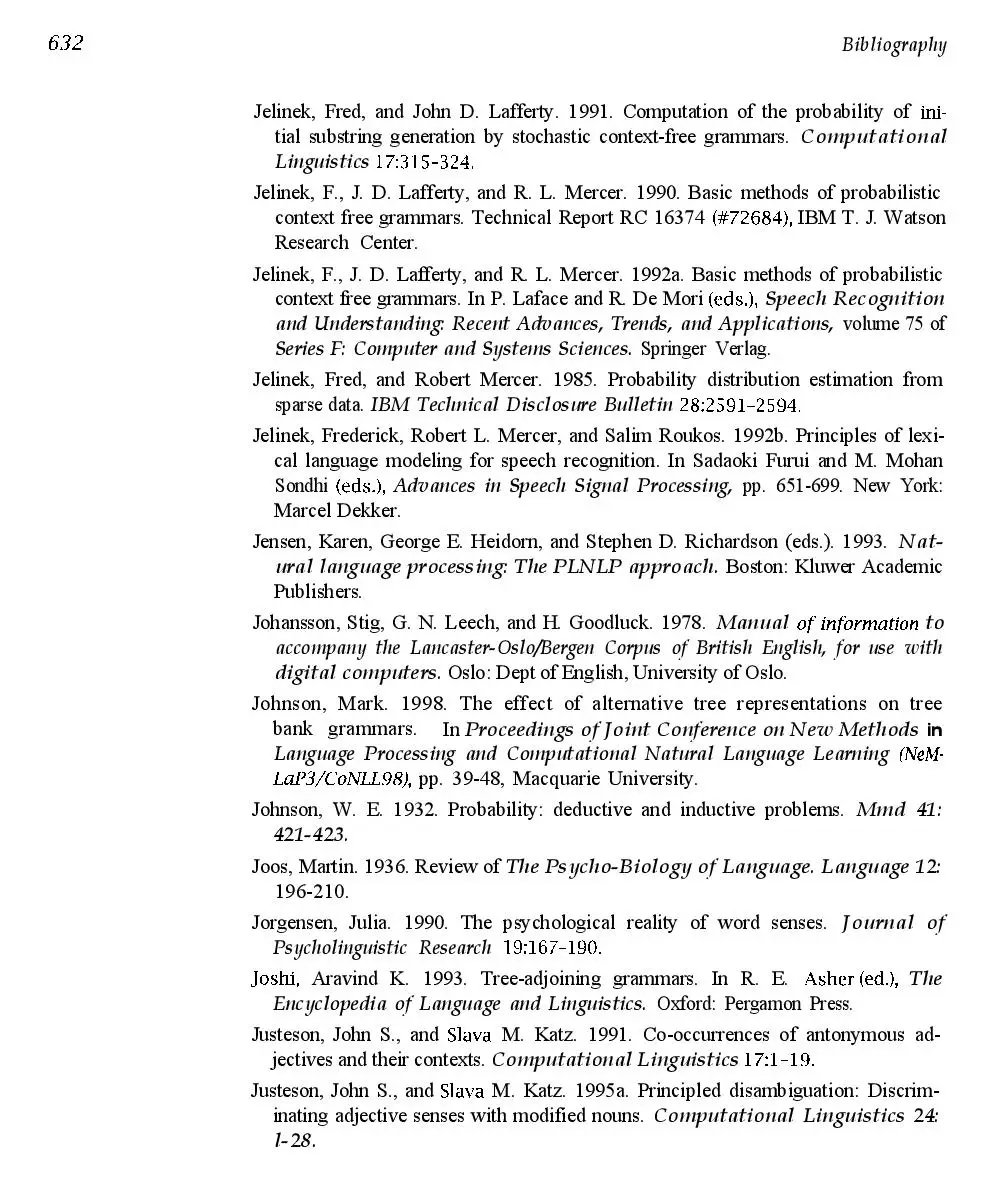 632
Bibliography
Jelinek, Fred, and John D. Lafferty. 1991. Computation of the probability of ini-
tial substring generation by stochastic context-free grammars. Computational
Linguistics 17:315-324.
Jelinek, F., J. D. Lafferty, and R. L. Mercer. 1990. Basic methods of probabilistic
context free grammars. Technical Report RC 16374 (#72684), IBM T. J. Watson
Research Center.
Jelinek, F., J. D. Lafferty, and R. L. Mercer. 1992a. Basic methods of probabilistic
context free grammars. In P. Laface and R. De Mori (eds.), Speech Recognition
and Understanding: Recent Advances, Trends, and Applications, volume 75 of
Series F: Computer and Systems Sciences. Springer Verlag.
Jelinek, Fred, and Robert Mercer. 1985. Probability distribution estimation from
sparse data. IBM Technical Disclosure Bulletin 28:2591-2594.
Jelinek, Frederick, Robert L. Mercer, and Salim Roukos. 1992b. Principles of lexi-
cal language modeling for speech recognition. In Sadaoki Furui and M. Mohan
Sondhi (eds.), Advances in Speech Signal Processing, pp. 651-699. New York:
Marcel Dekker.
Jensen, Karen, George E. Heidorn, and Stephen D. Richardson (eds.). 1993. Nat-
ural language processing: The PLNLP approach. Boston: Kluwer Academic
Publishers.
Johansson, Stig, G. N. Leech, and H. Goodluck. 1978. Manual of information to
accompany the Lancaster-Oslo/Bergen Corpus of British English, for use with
digital computers. Oslo: Dept of English, University of Oslo.
Johnson, Mark. 1998. The effect of alternative tree representations on tree
bank grammars. In Proceedings of Joint Conference on New Methods in
Language Processing and Computational Natural Language Learning (NeM-
LaP3/CoNLL98), pp. 39-48, Macquarie University.
Johnson, W. E. 1932. Probability: deductive and inductive problems. Mmd 41:
421-423.
Joos, Martin. 1936. Review of The Psycho-Biology of Language. Language 12:
196-210.
Jorgensen, Julia. 1990. The psychological reality of word senses. Journal of
Psycholinguistic Research 19:167-190.
Joshi, Aravind K. 1993. Tree-adjoining grammars. In R. E. Asher (ed.), The
Encyclopedia of Language and Linguistics. Oxford: Pergamon Press.
Justeson, John S., and Slava M. Katz. 1991. Co-occurrences of antonymous ad-
jectives and their contexts. Computational Linguistics 17:1-19.
Justeson, John S., and Slava M. Katz. 1995a. Principled disambiguation: Discrim-
inating adjective senses with modified nouns. Computational Linguistics 24:
l-28.